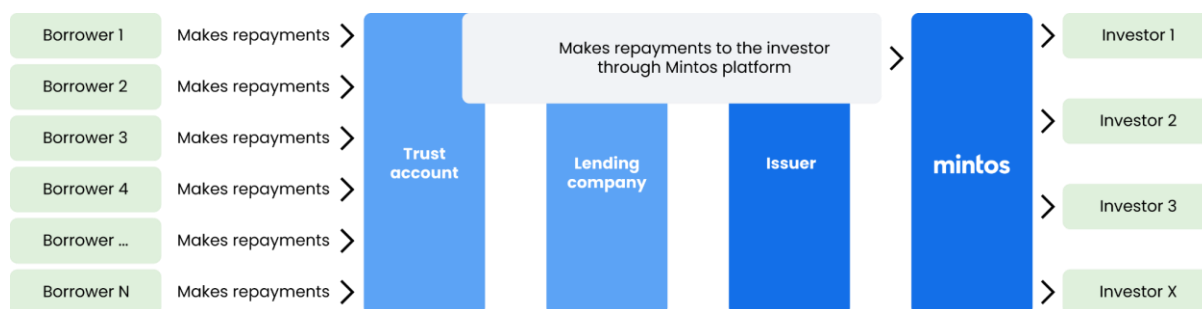 Borrower 1
Makes repayments
Makes repayments to the investor
through Mintos platform
Investor 1
Borrower 2
Makes repayments
Investor 2
Borrower 3
Makes repayments
Trust
account
Lending
company
Issuer
mintos
Borrower 4
Makes repayments
Investor 3
Borrower ...
Makes repayments
Borrower N
Makes repayments
Investor X